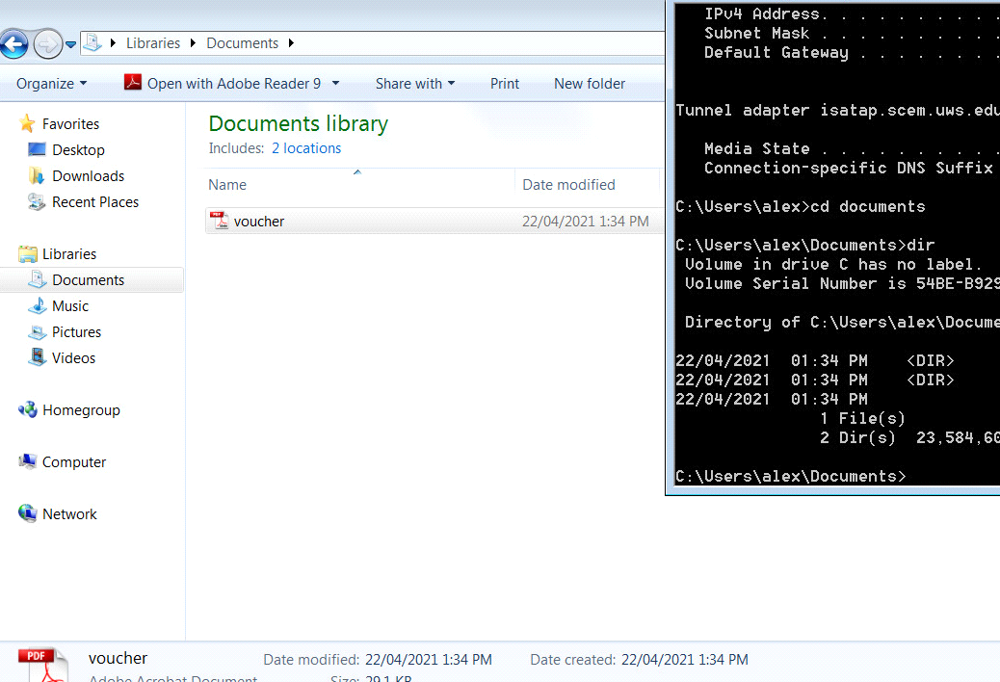 Libraries Documents
Organize Open with Adobe Reader 9 Share with Print New folder
Favorites
Desktop
Downloads
Recent Places
Libraries
Documents
Music
Pictures
Videos
Homegroup
Computer
Network
Documents library
Includes: 2 locations
Name Date modified
voucher 22/04/2021 1:34 PM
PDF
voucher Date modified: 22/04/2021 1:34 PM Date created: 22/04/2021 1:34 PM
Adobe Acrobat Document Size: 29.1 KB
IPv4 Address. . . . . . . . . .
Subnet Mask . . . . . . . . . .
Default Gateway . . . . . . . .
Tunnel adapter isatap.scem.uws.edu
Media State . . . . . . . . . .
Connection-specific DNS Suffix
C:\Users\alex>cd documents
C:\Users\alex\Documents>dir
Volume in drive C has no label.
Volume Serial Number is 54BE-B929
Directory of C:\Users\alex\Docume
22/04/2021 01:34 PM <DIR>
22/04/2021 01:34 PM <DIR>
22/04/2021 01:34 PM
1 File(s)
2 Dir(s) 23,584,60
C:\Users\alex\Documents>